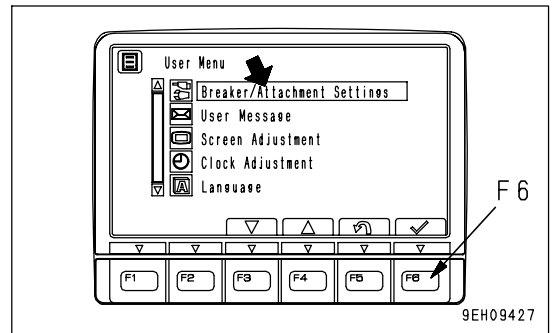 User Menu
Breaker/Attachment Settings
User Message
Screen Adjustment
Clock Adjustment
A Language
F6
F1 F2 F3 F4 F5 F6
9EH09427